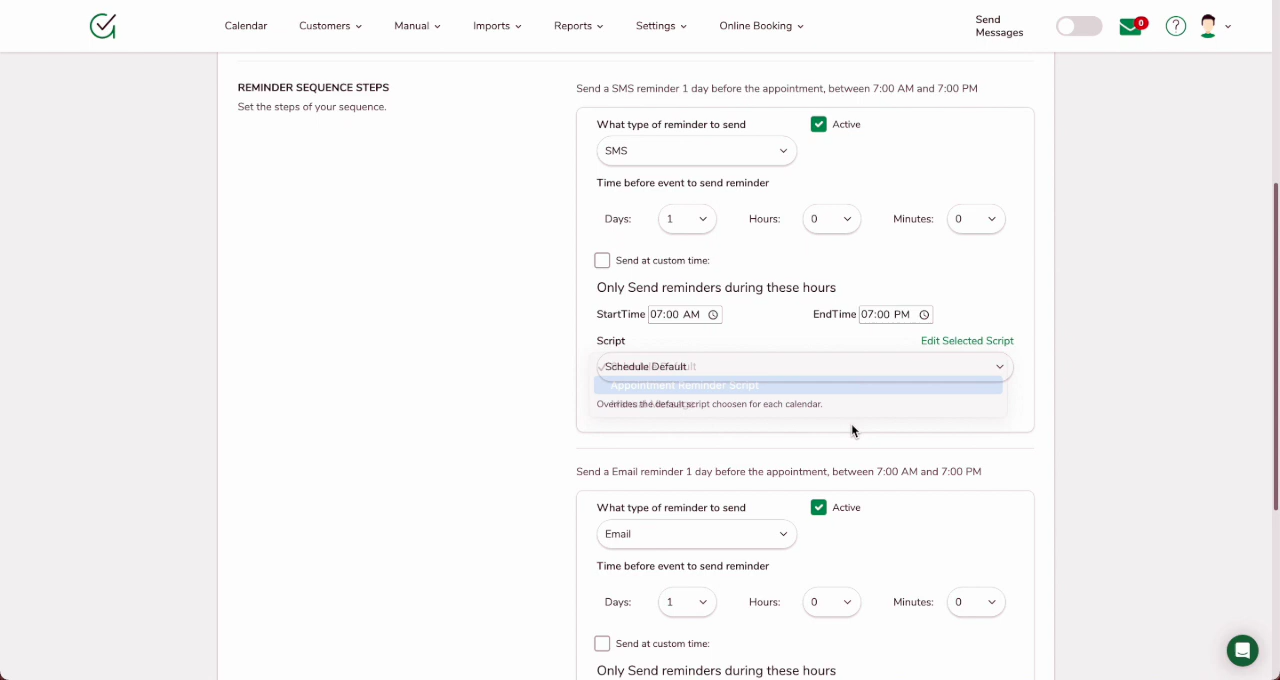 Calendar
Customers
Manual
Imports
Reports
Settings
Online Booking
Send
Messages
0
?
REMINDER SEQUENCE STEPS
Set the steps of your sequence.
Send a SMS reminder 1 day before the appointment, between 7:00 AM and 7:00 PM
What type of reminder to send
Active
SMS
Time before event to send reminder
Days: 1 Hours: 0 Minutes: 0
Send at custom time:
Only Send reminders during these hours
StartTime 07:00 AM EndTime 07:00 PM
Script Edit Selected Script
Schedule Default
Appointment Reminder Script
Overrides the default script choosen for each calendar.
Send a Email reminder 1 day before the appointment, between 7:00 AM and 7:00 PM
What type of reminder to send
Active
Email
Time before event to send reminder
Days: 1 Hours: 0 Minutes: 0
Send at custom time:
Only Send reminders during these hours